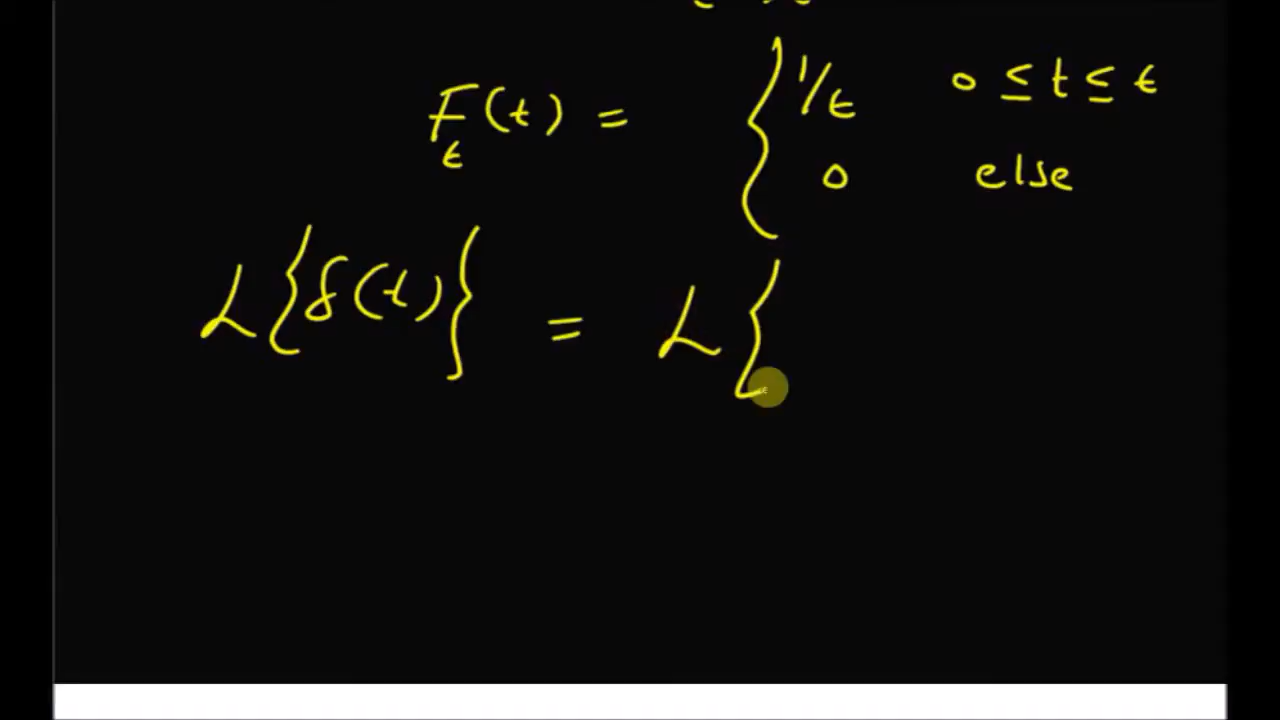 F_ε(t) = { 1/ε 0 ≤ t ≤ ε
0 else
L{δ(t)} = L{